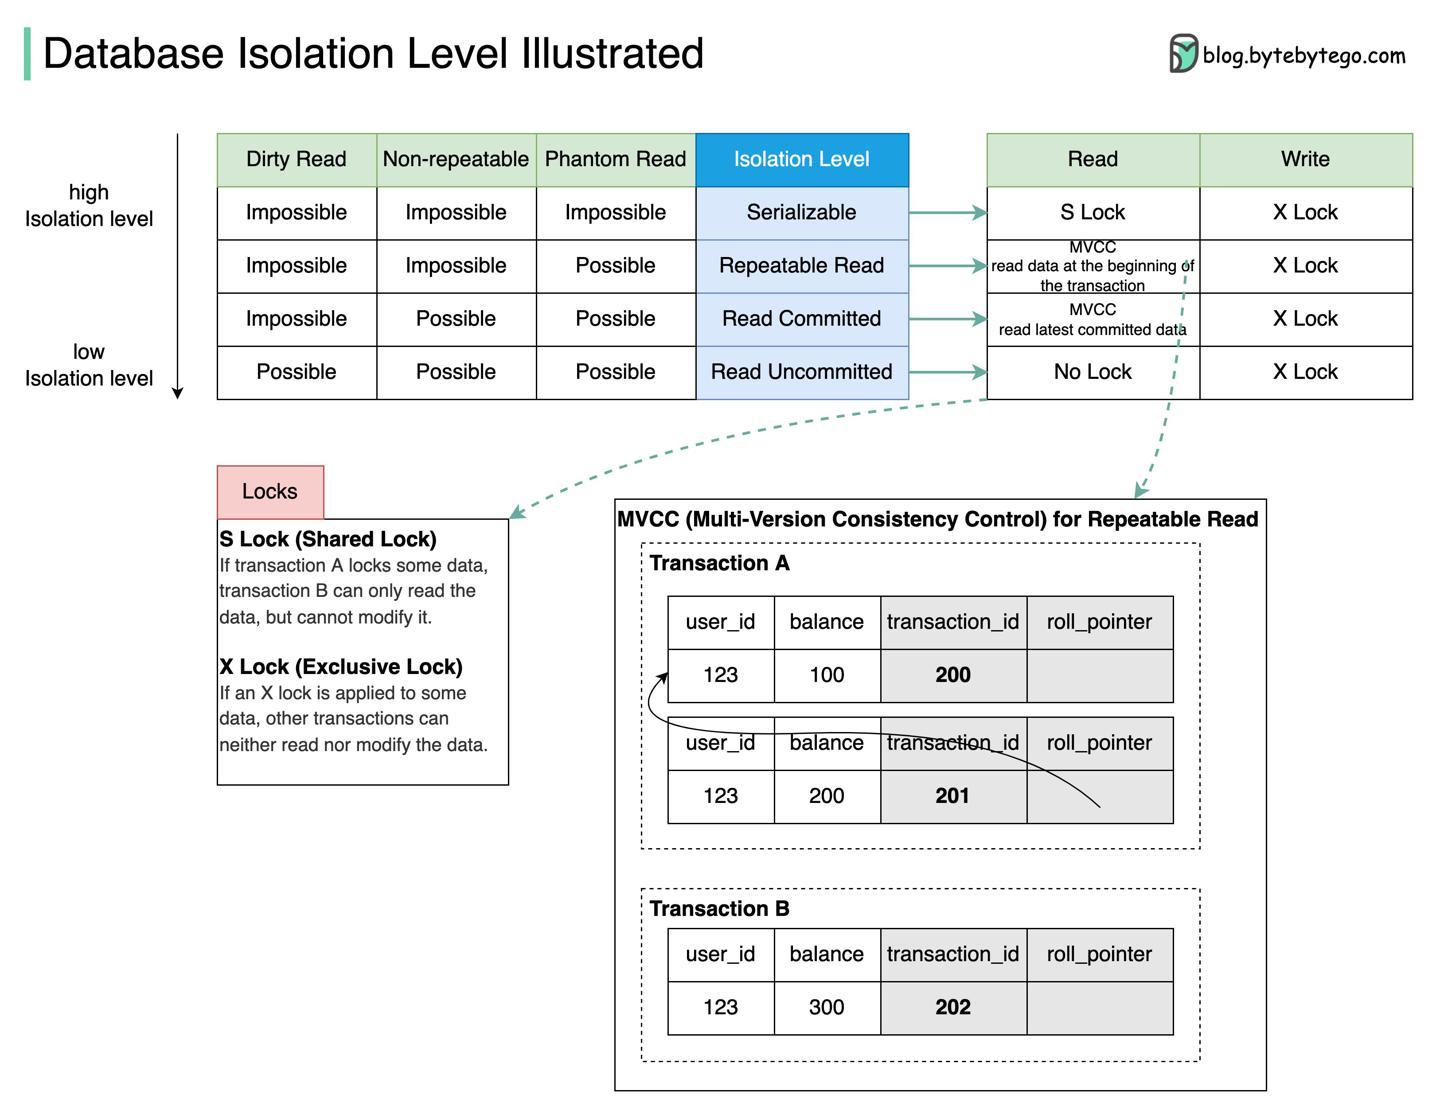 Database Isolation Level Illustrated
blog.bytebytego.com
high
Isolation level
low
Isolation level
Dirty Read Non-repeatable Phantom Read Isolation Level
Impossible Impossible Impossible Serializable
Impossible Impossible Possible Repeatable Read
Impossible Possible Possible Read Committed
Possible Possible Possible Read Uncommitted
Read Write
S Lock X Lock
MVCC
read data at the beginning of
the transaction
X Lock
MVCC
read latest committed data
X Lock
No Lock X Lock
Locks
S Lock (Shared Lock)
If transaction A locks some data,
transaction B can only read the
data, but cannot modify it.
X Lock (Exclusive Lock)
If an X lock is applied to some
data, other transactions can
neither read nor modify the data.
MVCC (Multi-Version Consistency Control) for Repeatable Read
Transaction A
user_id balance transaction_id roll_pointer
123 100 200
user_id balance transaction_id roll_pointer
123 200 201
Transaction B
user_id balance transaction_id roll_pointer
123 300 202